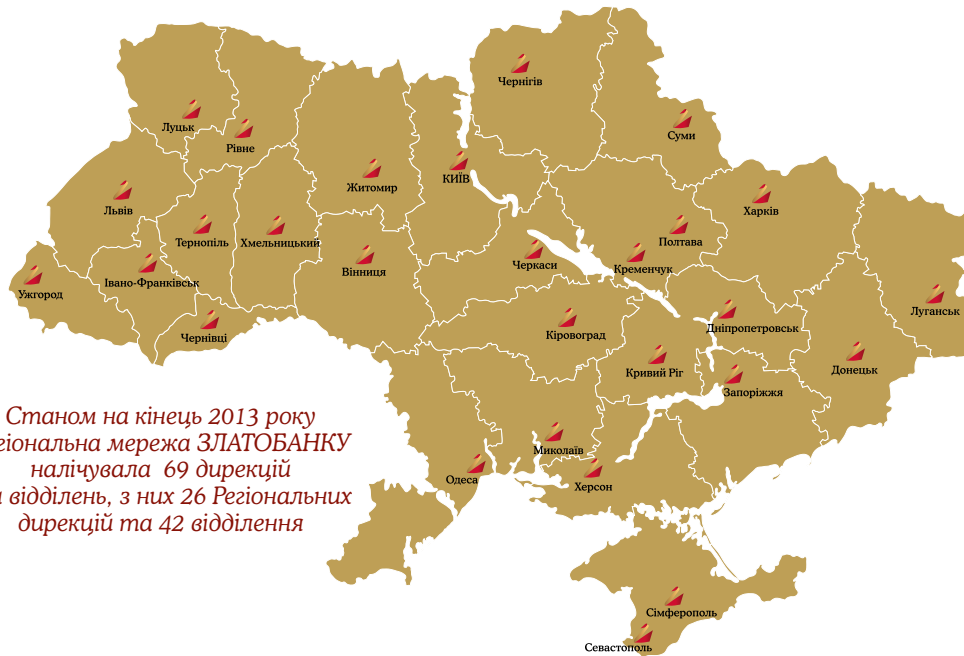 Чернігів
Луцьк
Суми
Рівне
Житомир
КИЇВ
Львів
Харків
Тернопіль
Хмельницький
Полтава
Вінниця
Черкаси
Кременчук
Ужгород
Івано-Франківськ
Луганськ
Чернівці
Кіровоград
Дніпропетровськ
Кривий Ріг
Донецьк
Запоріжжя
Станом на кінець 2013 року
егіональна мережа ЗЛАТОБАНКУ
налічувала 69 дирекцій
відділень, з них 26 Регіональних
дирекцій та 42 відділення
Миколаїв
Одеса
Херсон
Сімферополь
Севастополь